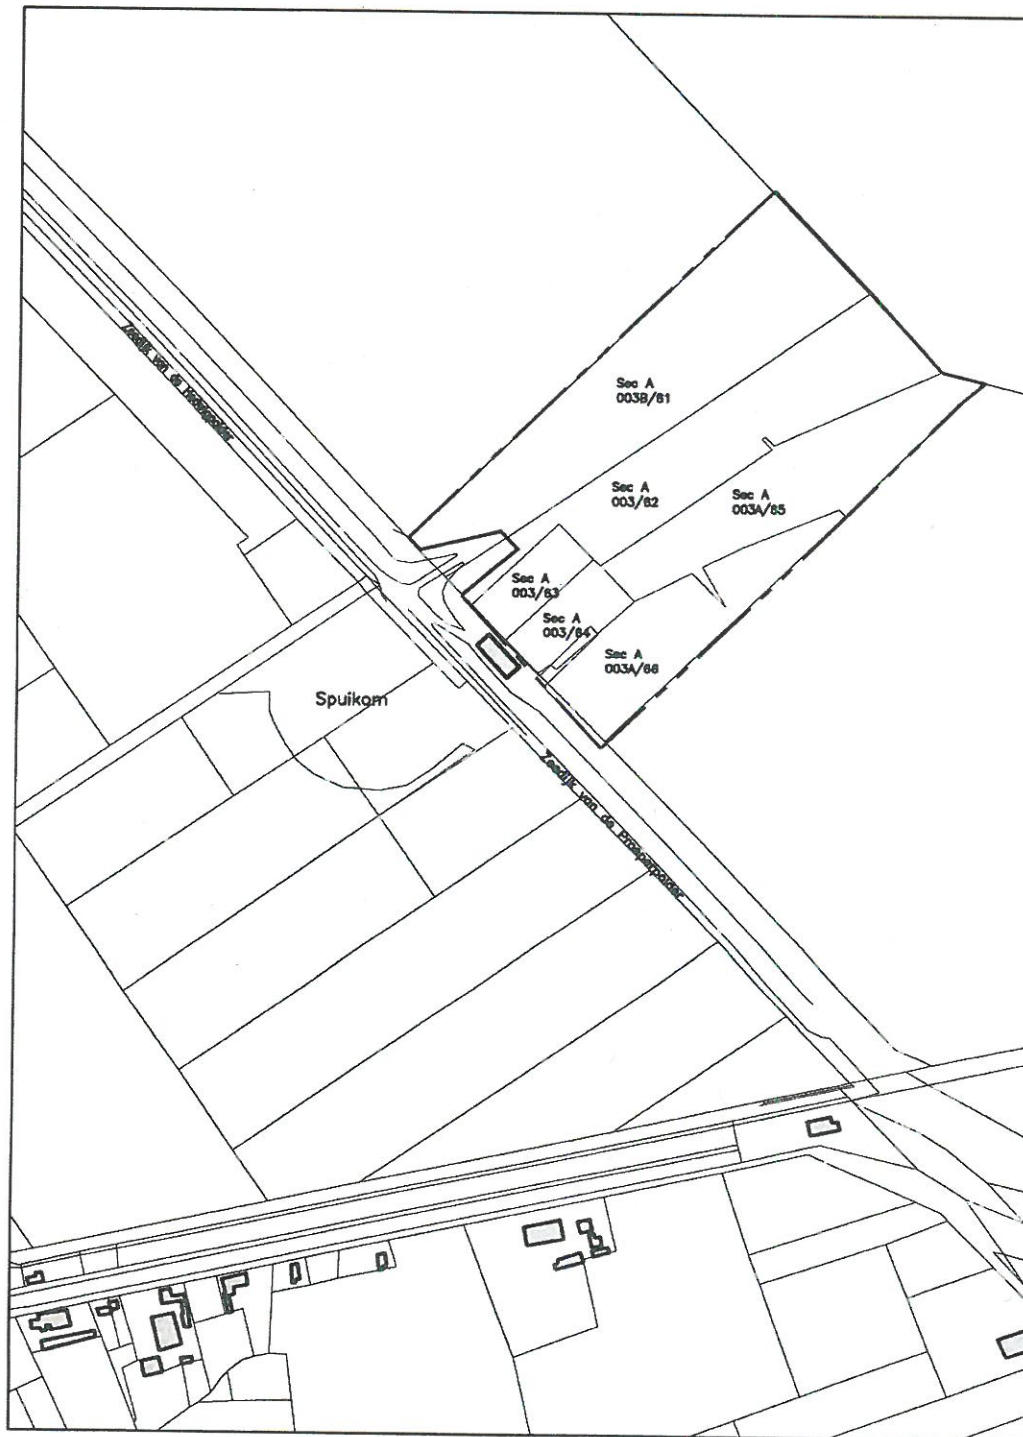 Sec A
003B/61
Zeedijk van de Hedwigpolder
Sec A
003/62
Sec A
003A/65
Sec A
003/63
Sec A
003/64
Sec A
003A/66
Spuikom
Zeedijk van de Prosperpolder